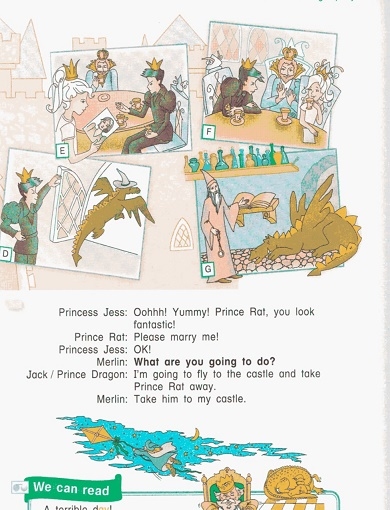 E
F
D
G
Princess Jess: Oohhh! Yummy! Prince Rat, you look
fantastic!
Prince Rat: Please marry me!
Princess Jess: OK!
Merlin: What are you going to do?
Jack / Prince Dragon: I'm going to fly to the castle and take
Prince Rat away.
Merlin: Take him to my castle.
We can read
A terrible day!